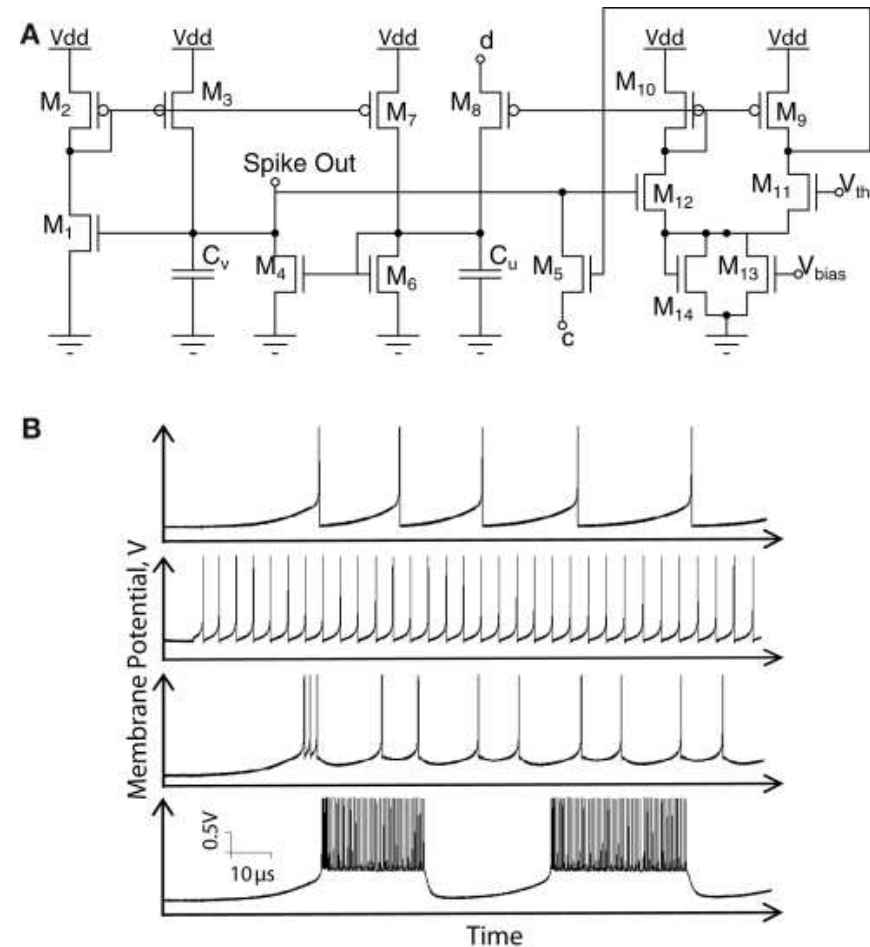 A
Vdd Vdd Vdd d Vdd Vdd
M2 M3 M7 M8 M10 M9
Spike Out
M1 M12 M11 Vth
Cv M4 M6 Cu M5 M13 Vbias
M14
c
B
Membrane Potential, V
0.5V
10μs
Time